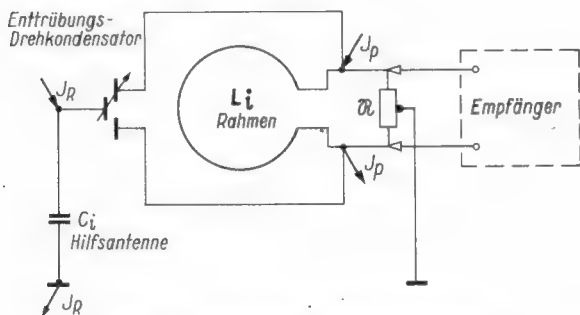 Enttrübungs-
Drehkondensator
J_R
J_p
L_i
Rahmen
ℜ
Empfänger
J_p
C_i
Hilfsantenne
J_R